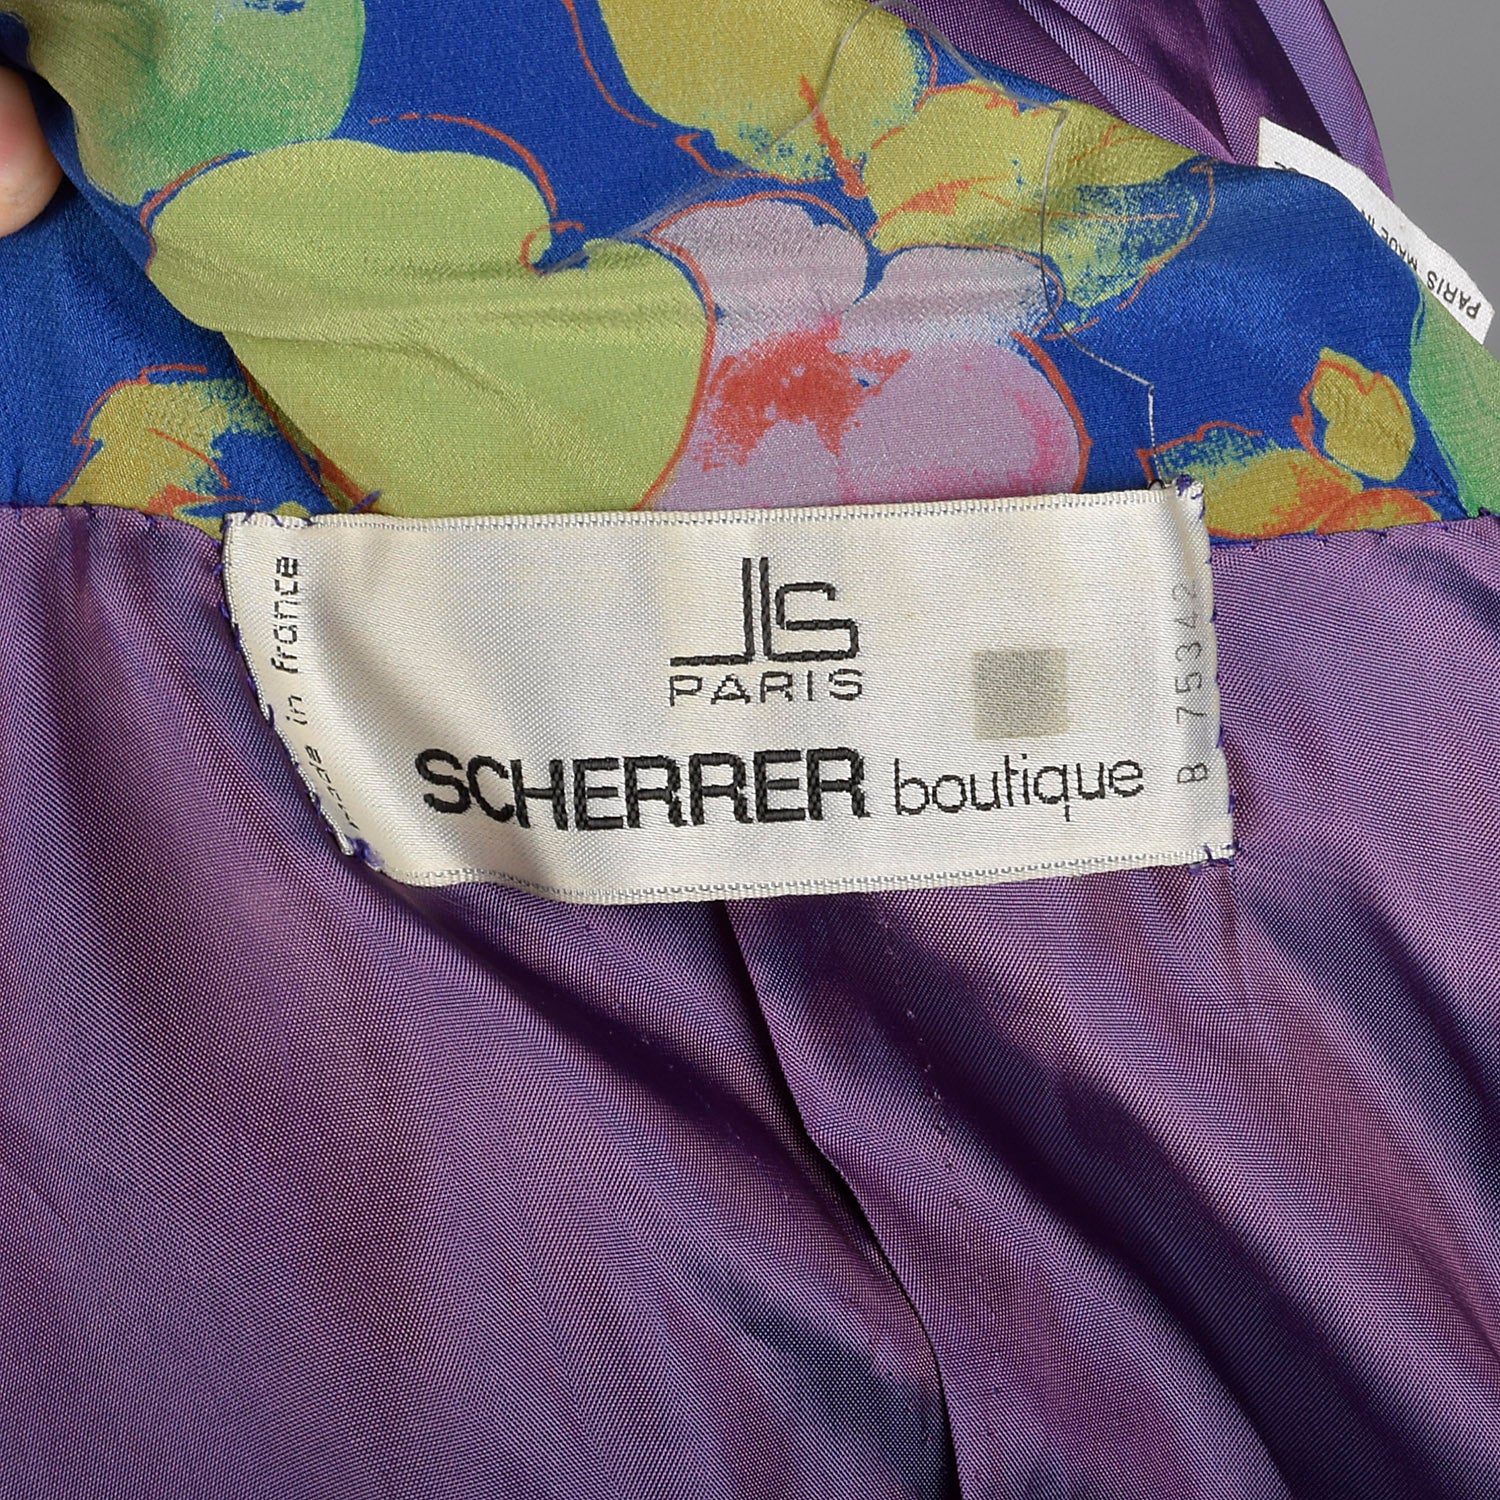 JLS
PARIS
SCHERRER boutique
made in france
B 75342
PARIS MADE IN